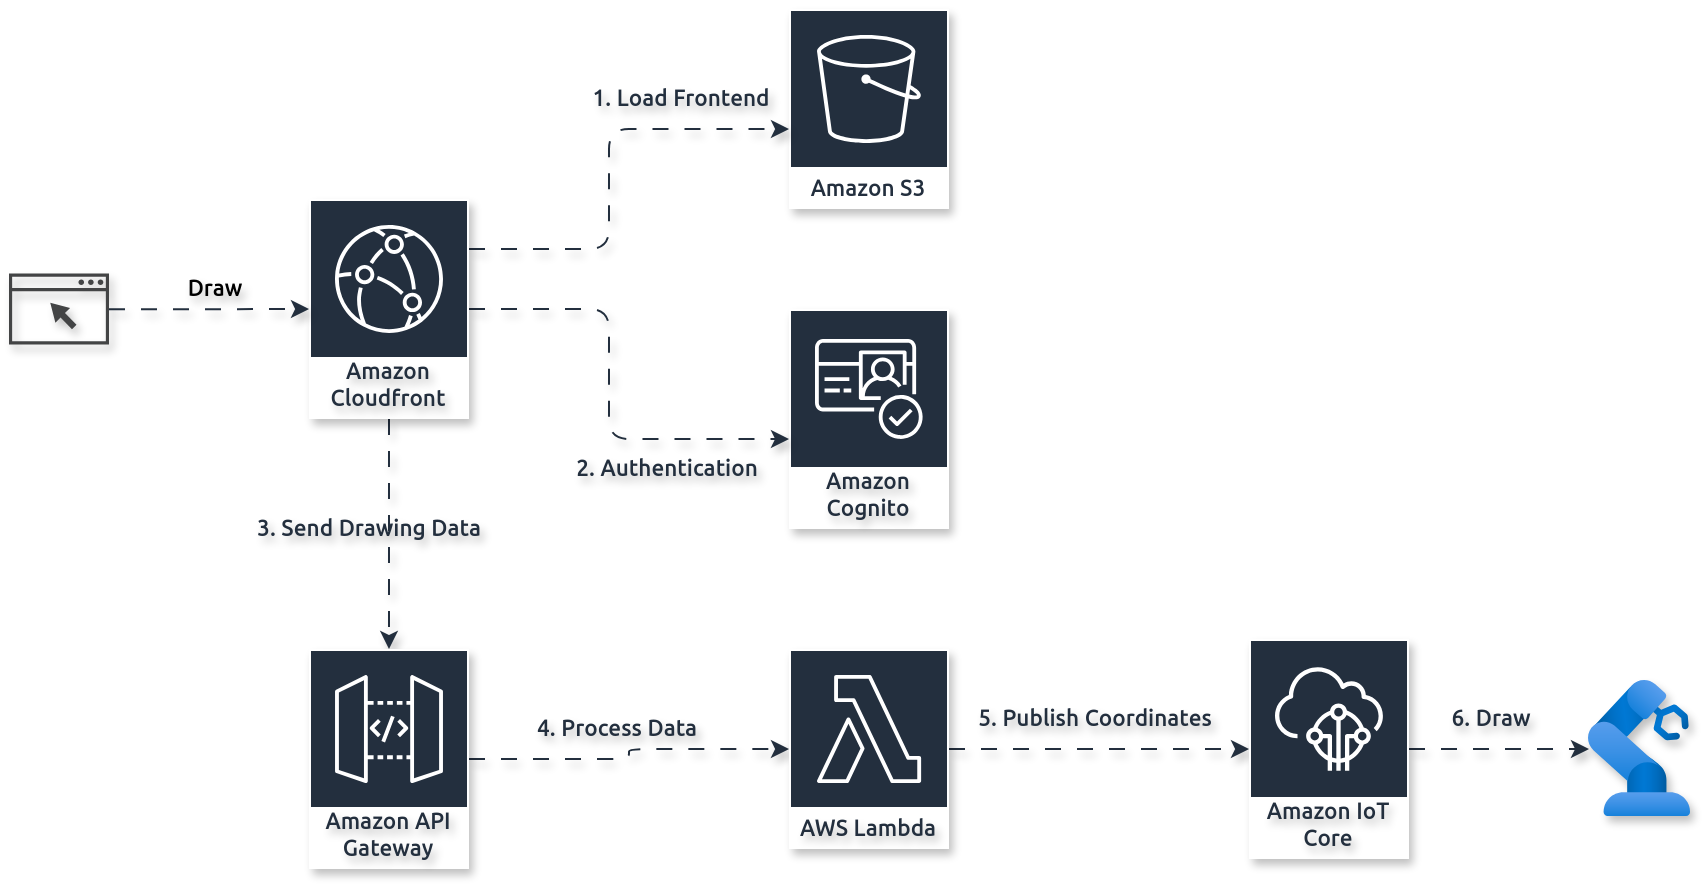 1. Load Frontend
Amazon S3
Draw
Amazon
Cloudfront
2. Authentication
Amazon
Cognito
3. Send Drawing Data
4. Process Data
5. Publish Coordinates
6. Draw
Amazon API
Gateway
AWS Lambda
Amazon IoT
Core